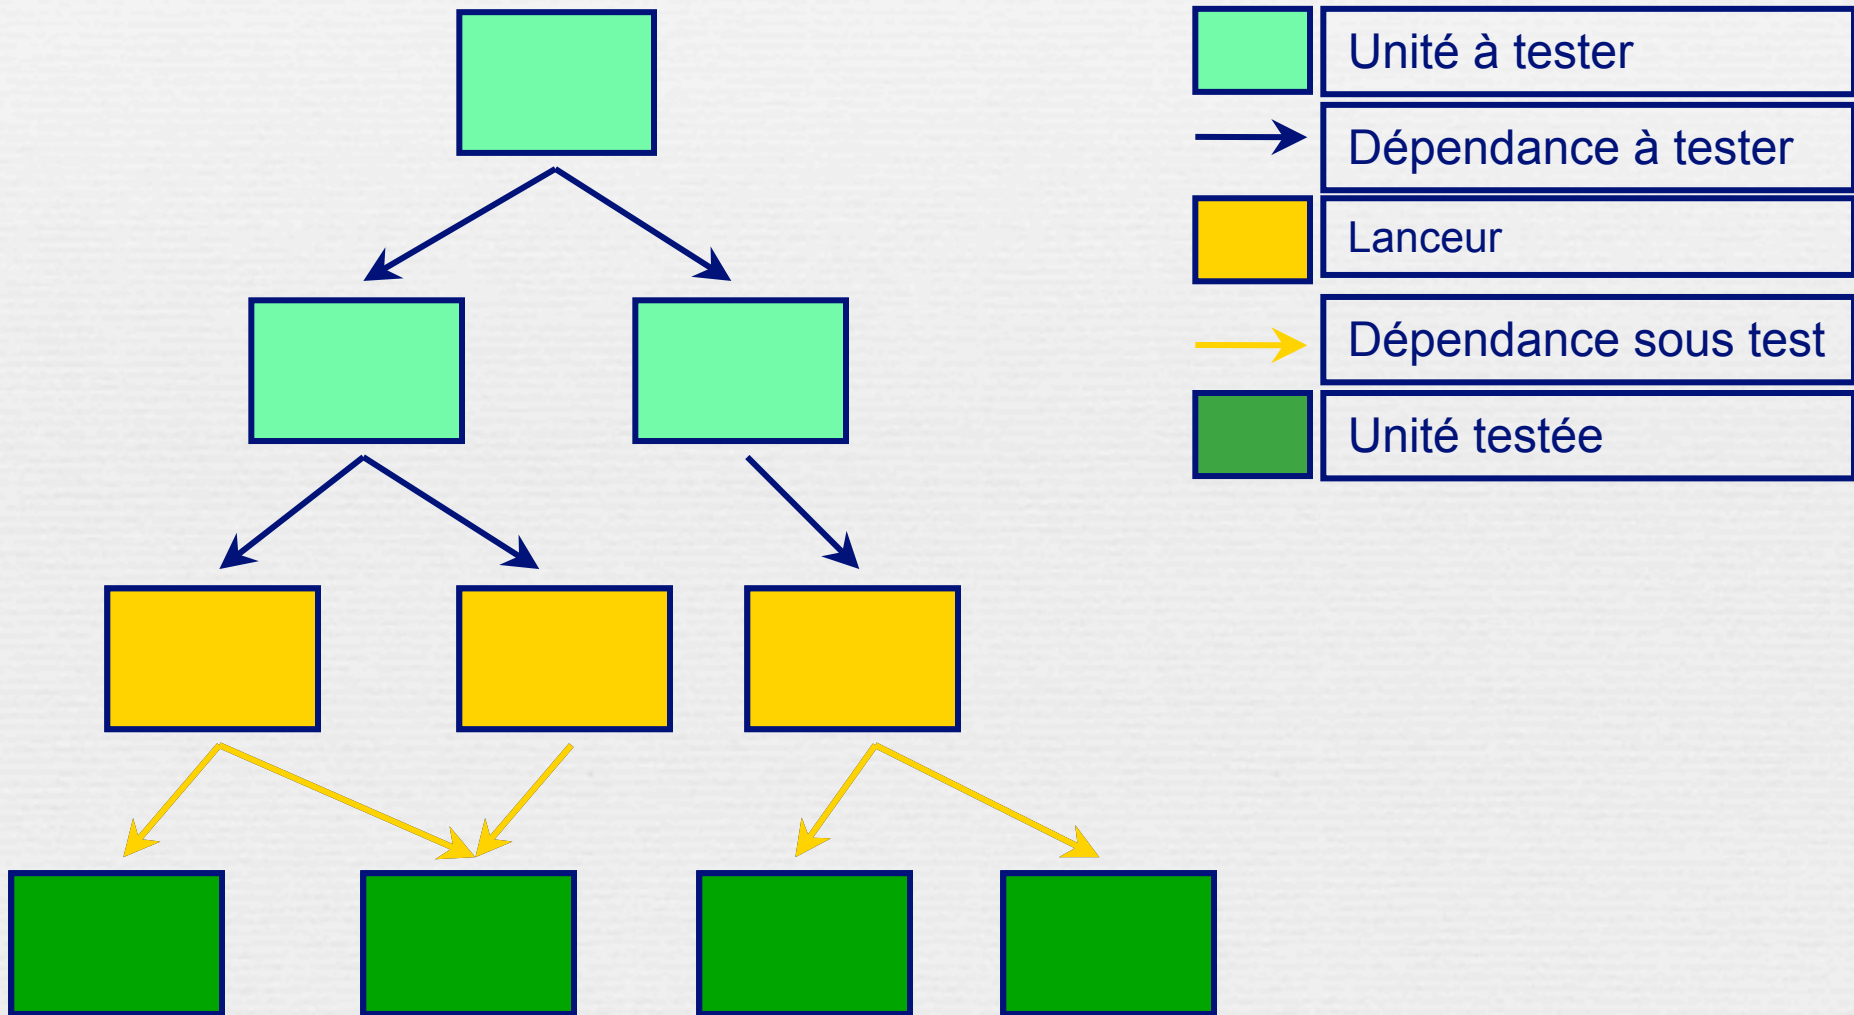 Unité à tester
Dépendance à tester
Lanceur
Dépendance sous test
Unité testée